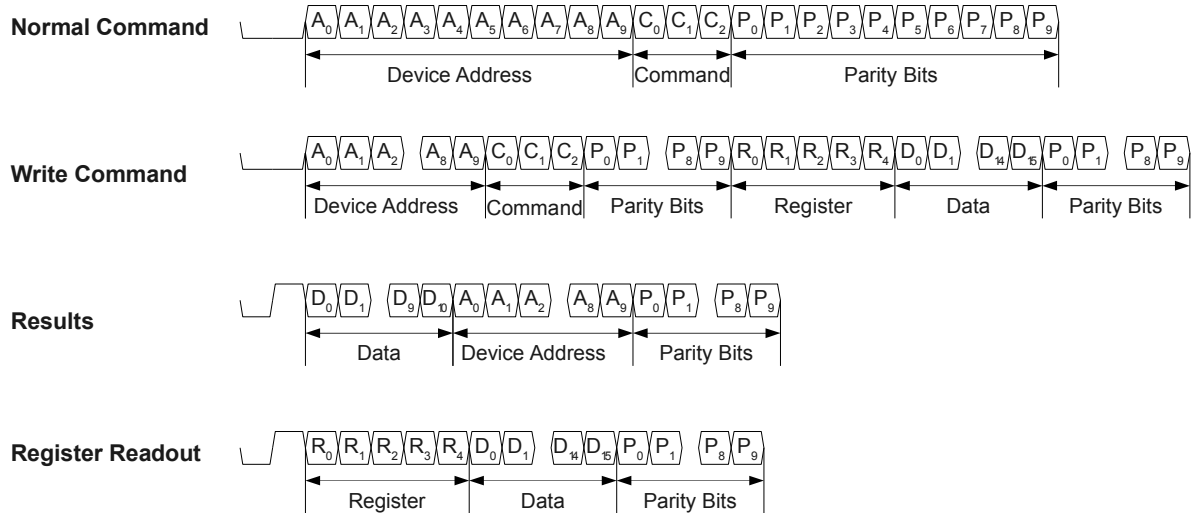 Normal Command
A0 A1 A2 A3 A4 A5 A6 A7 A8 A9 C0 C1 C2 P0 P1 P2 P3 P4 P5 P6 P7 P8 P9
Device Address Command Parity Bits
Write Command
A0 A1 A2 A8 A9 C0 C1 C2 P0 P1 P8 P9 R0 R1 R2 R3 R4 D0 D1 D14 D15 P0 P1 P8 P9
Device Address Command Parity Bits Register Data Parity Bits
Results
D0 D1 D9 D10 A0 A1 A2 A8 A9 P0 P1 P8 P9
Data Device Address Parity Bits
Register Readout
R0 R1 R2 R3 R4 D0 D1 D14 D15 P0 P1 P8 P9
Register Data Parity Bits